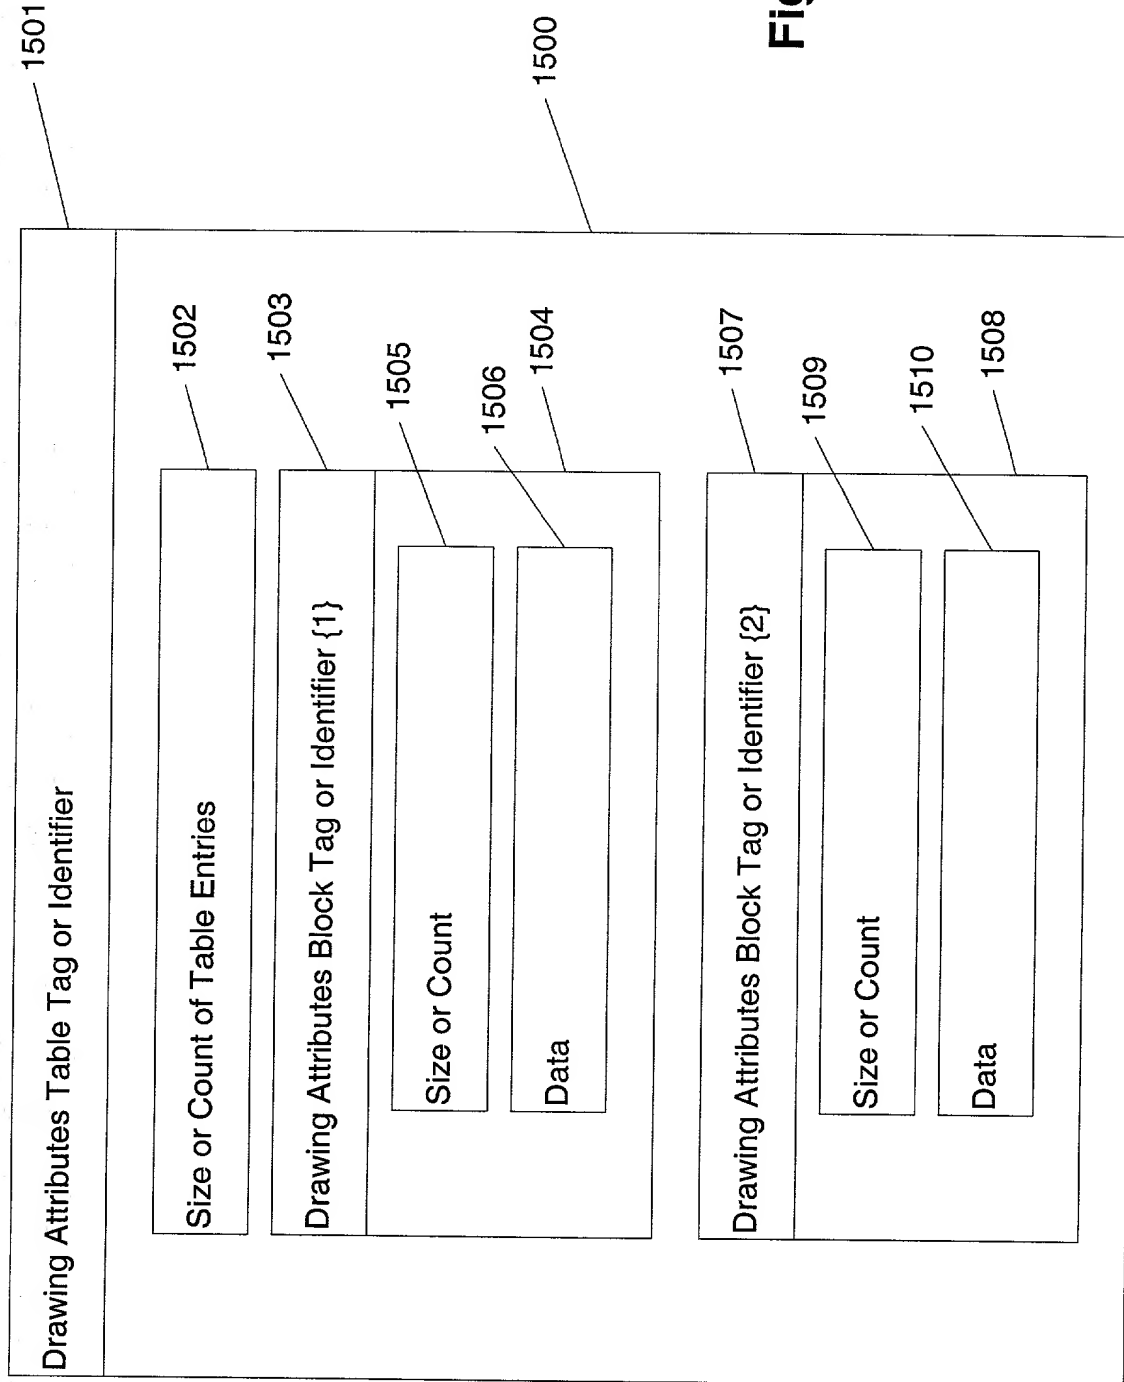 Drawing Attributes Table Tag or Identifier
1501
1500
Size or Count of Table Entries
1502
Drawing Attributes Block Tag or Identifier {1}
1503
Size or Count
1505
Data
1506
1504
Drawing Attributes Block Tag or Identifier {2}
1507
Size or Count
1509
Data
1510
1508
Fig